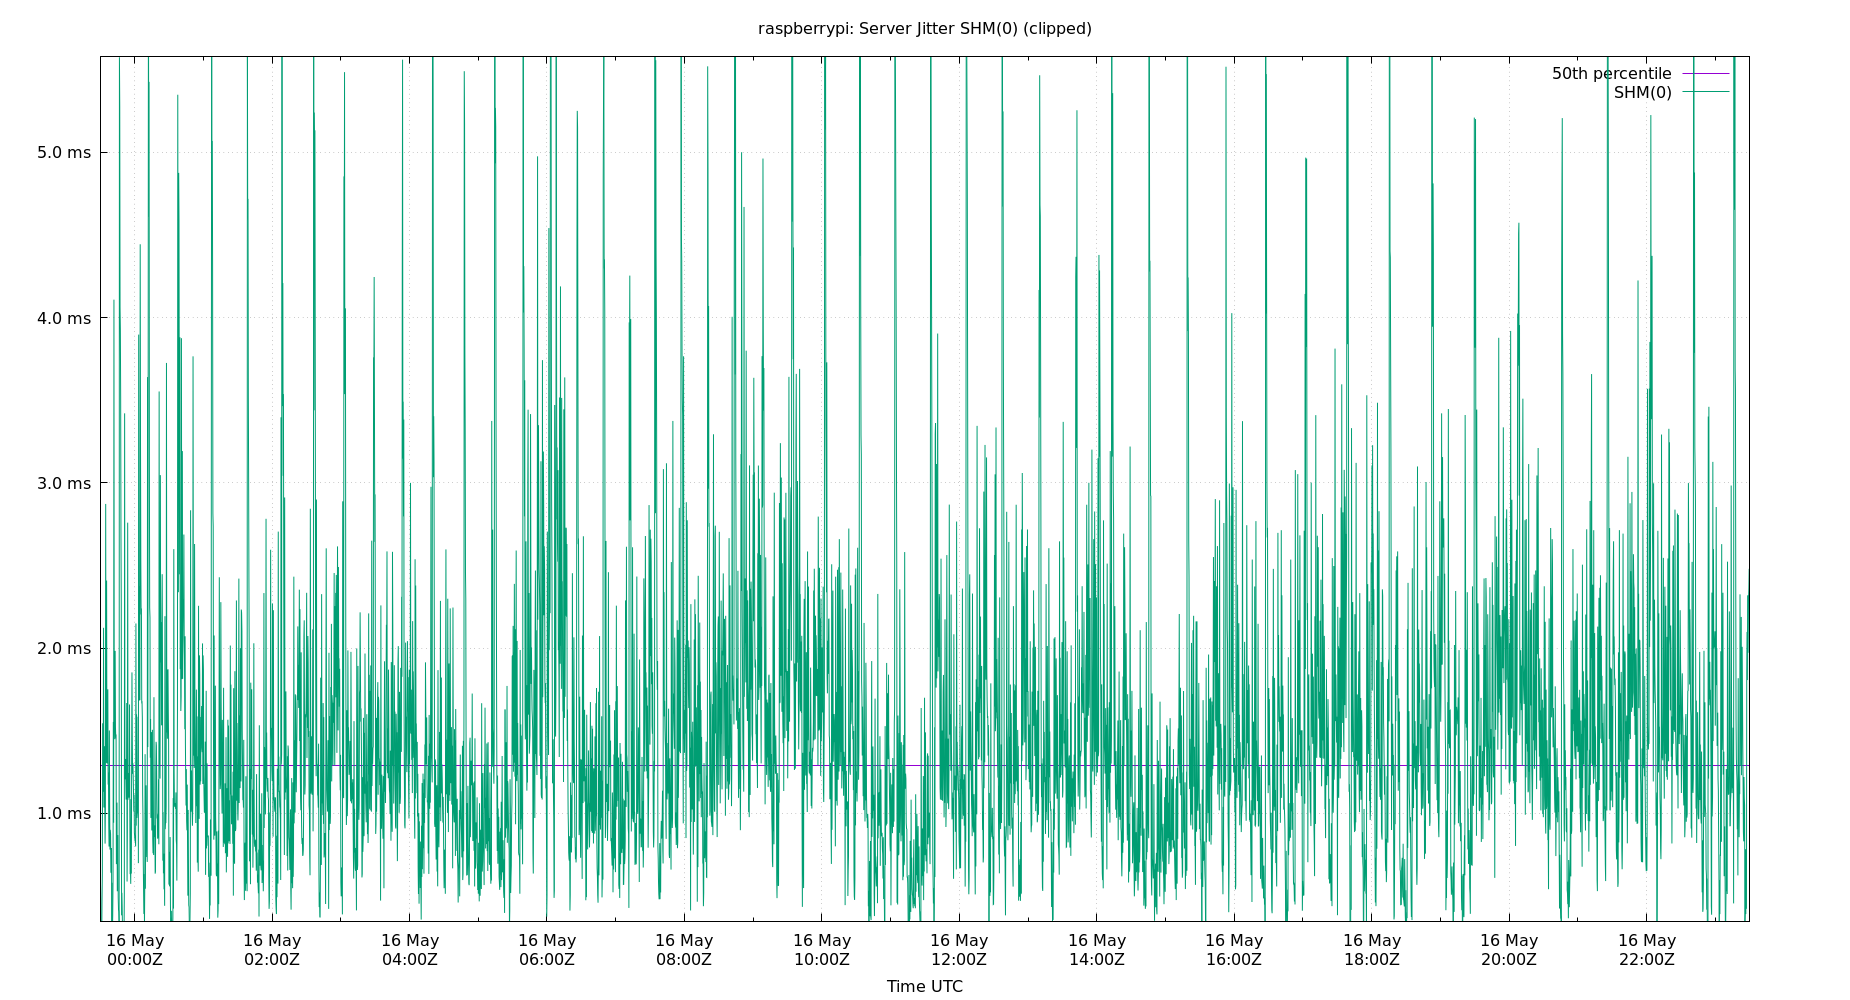 raspberrypi: Server Jitter SHM(0) (clipped)
50th percentile
SHM(0)
5.0 ms
4.0 ms
3.0 ms
2.0 ms
1.0 ms
16 May 16 May 16 May 16 May 16 May 16 May 16 May 16 May 16 May 16 May 16 May 16 May
00:00Z 02:00Z 04:00Z 06:00Z 08:00Z 10:00Z 12:00Z 14:00Z 16:00Z 18:00Z 20:00Z 22:00Z
Time UTC